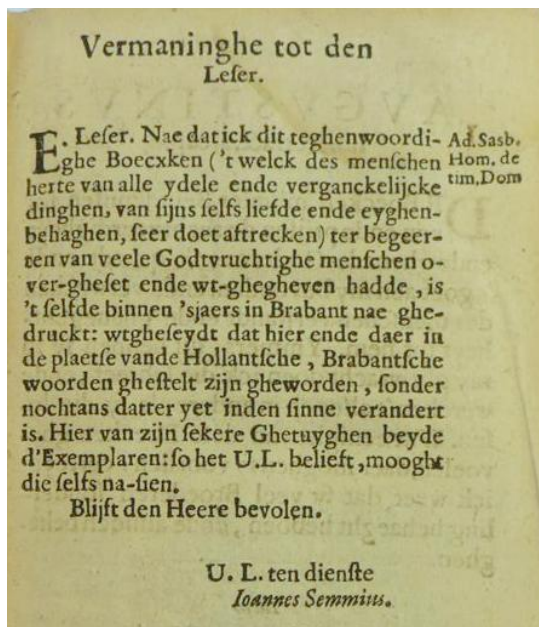 Vermaninghe tot den
Leser.
E. Leser. Nae dat ick dit teghenwoordi-
ghe Boecxken ('t welck des menschen
herte van alle ydele ende verganckelijcke
dinghen, van sijns selfs liefde ende eyghen-
behaghen, seer doet aftrecken) ter begeer-
ten van veele Godtvruchtighe menschen o-
ver-gheset ende wt-ghegheven hadde, is
't selfde binnen 'sjaers in Brabant nae ghe-
druckt: wtgheseydt dat hier ende daer in
de plaetse vande Hollantsche, Brabantsche
woorden ghestelt zijn gheworden, sonder
nochtans datter yet inden sinne verandert
is. Hier van zijn sekere Ghetuyghen beyde
d'Exemplaren: so het U.L. belieft, mooght
die selfs na-sien.
Blijft den Heere bevolen.
U. L. ten dienste
Ioannes Semmius.
Ad. Sasb.
Hom. de
tim, Dom